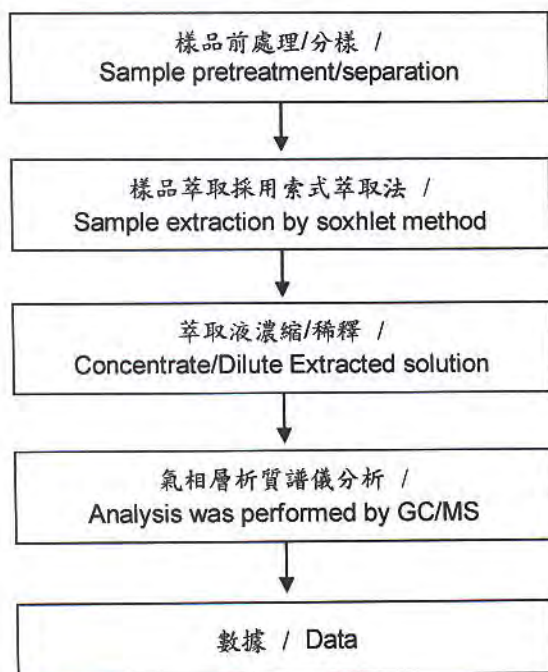 樣品前處理/分樣 /
Sample pretreatment/separation
樣品萃取採用索式萃取法 /
Sample extraction by soxhlet method
萃取液濃縮/稀釋 /
Concentrate/Dilute Extracted solution
氣相層析質譜儀分析 /
Analysis was performed by GC/MS
數據 / Data